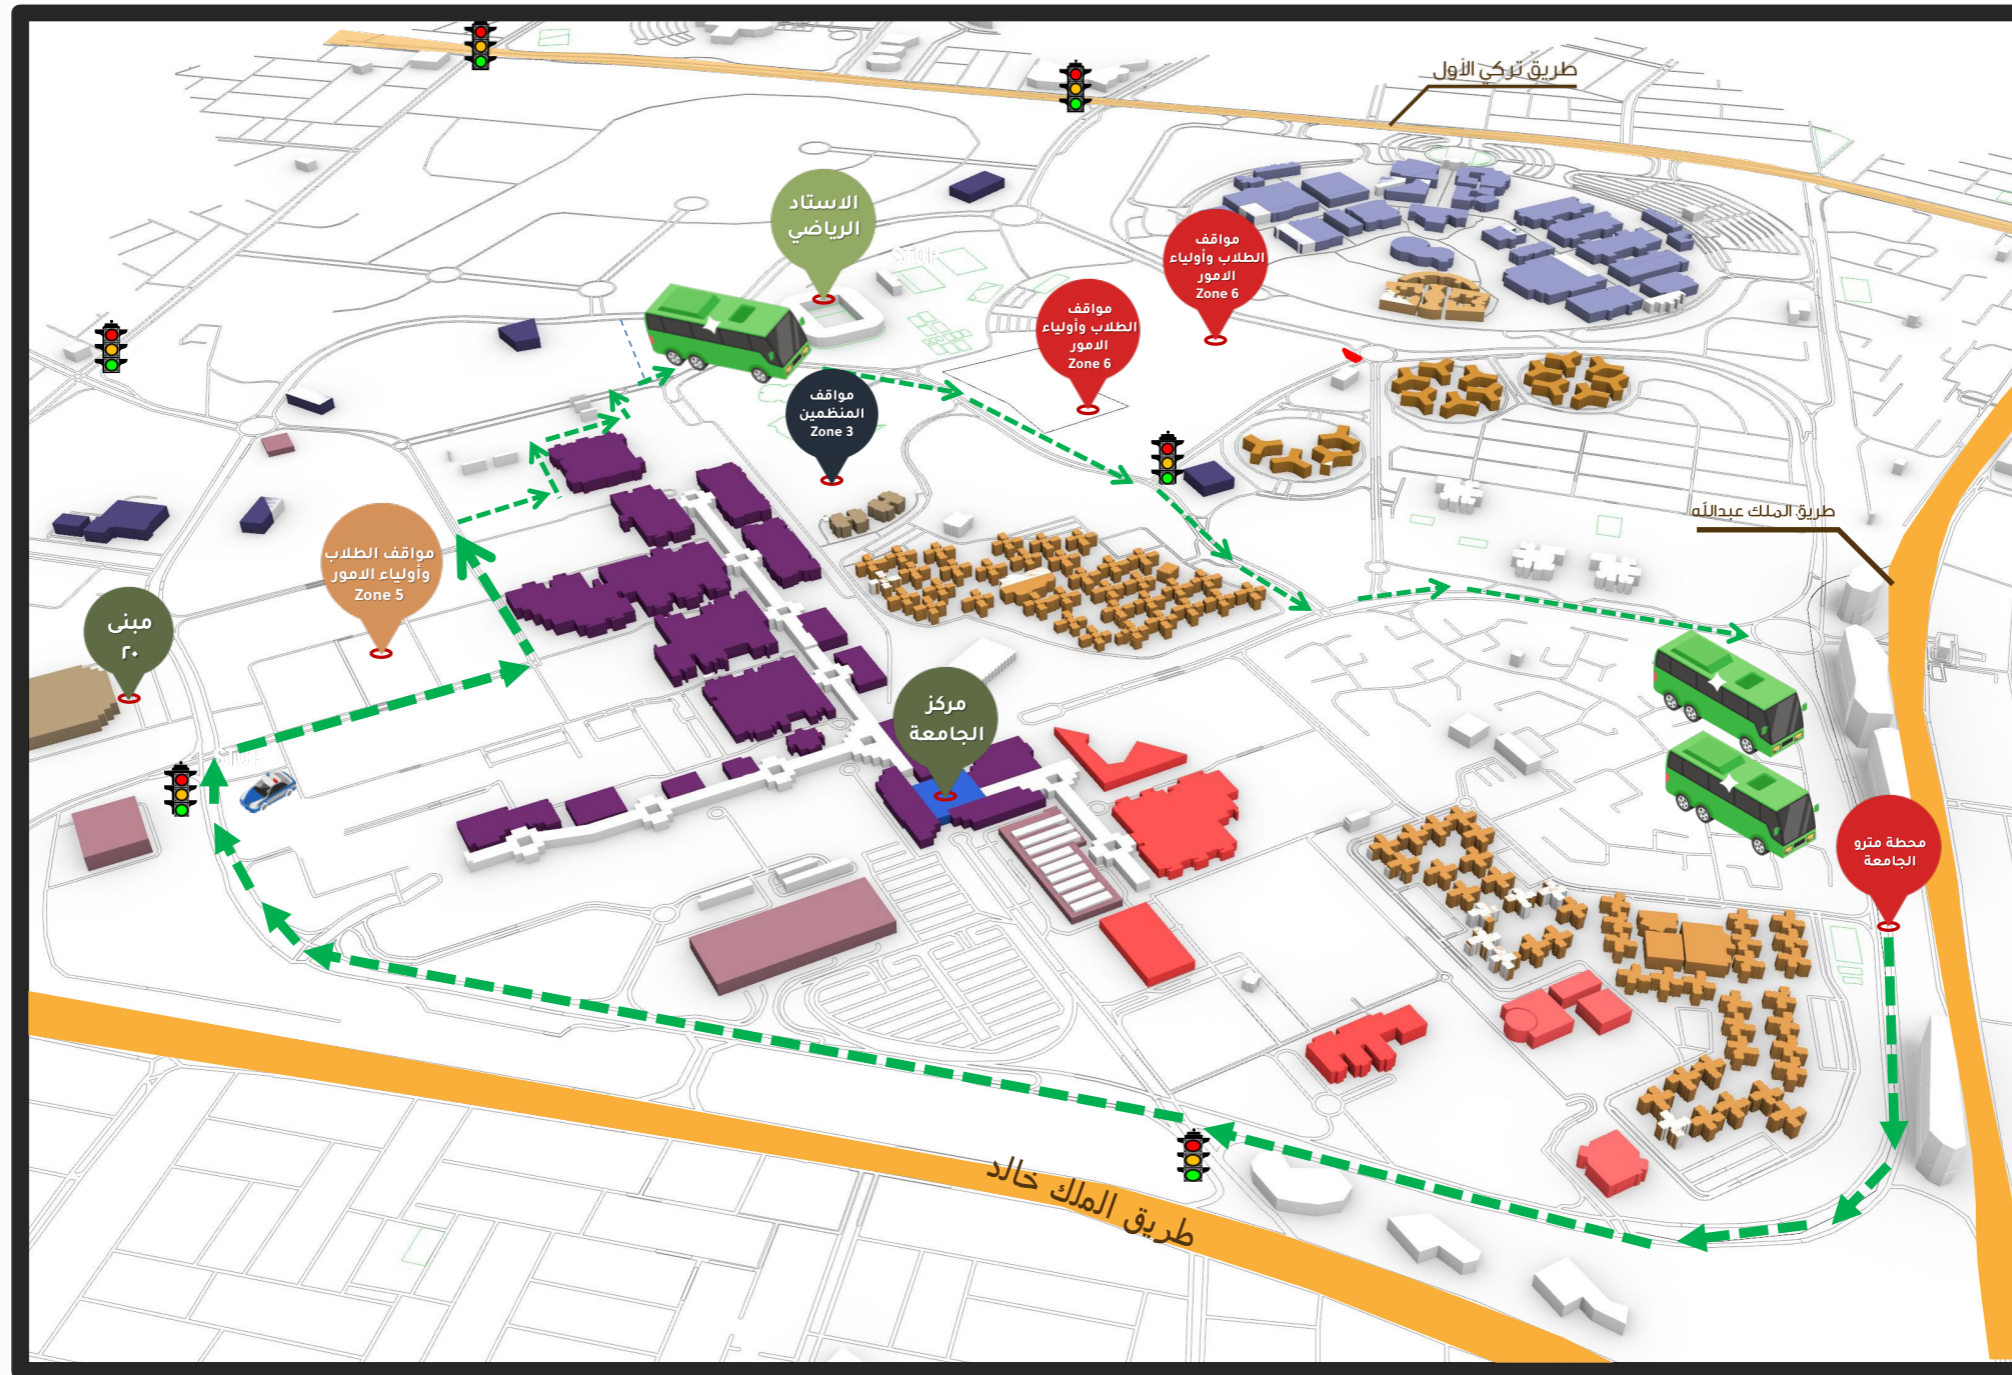 طريق تركي الأول
الاستاد
الرياضي
STOP
مواقف
الطلاب وأولياء
الامور
Zone 6
مواقف
الطلاب وأولياء
الامور
Zone 6
مواقف
المنظمين
Zone 3
طريق الملك عبدالله
مواقف الطلاب
وأولياء الامور
Zone 5
مبنى
٢٠
مركز
الجامعة
STOP
محطة مترو
الجامعة
طريق الملك خالد